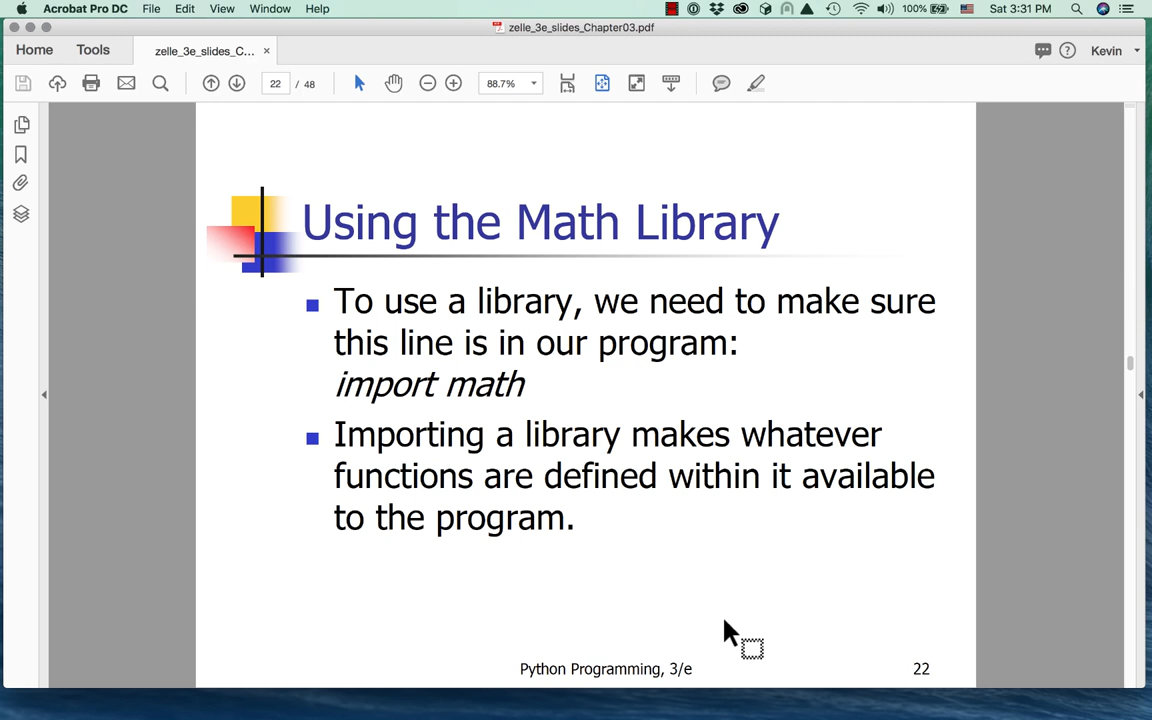 Acrobat Pro DC File Edit View Window Help 100% Sat 3:31 PM
zelle_3e_slides_Chapter03.pdf
Home Tools zelle_3e_slides_C... × Kevin
22 / 48 88.7%
Using the Math Library
To use a library, we need to make sure
this line is in our program:
import math
Importing a library makes whatever
functions are defined within it available
to the program.
Python Programming, 3/e 22